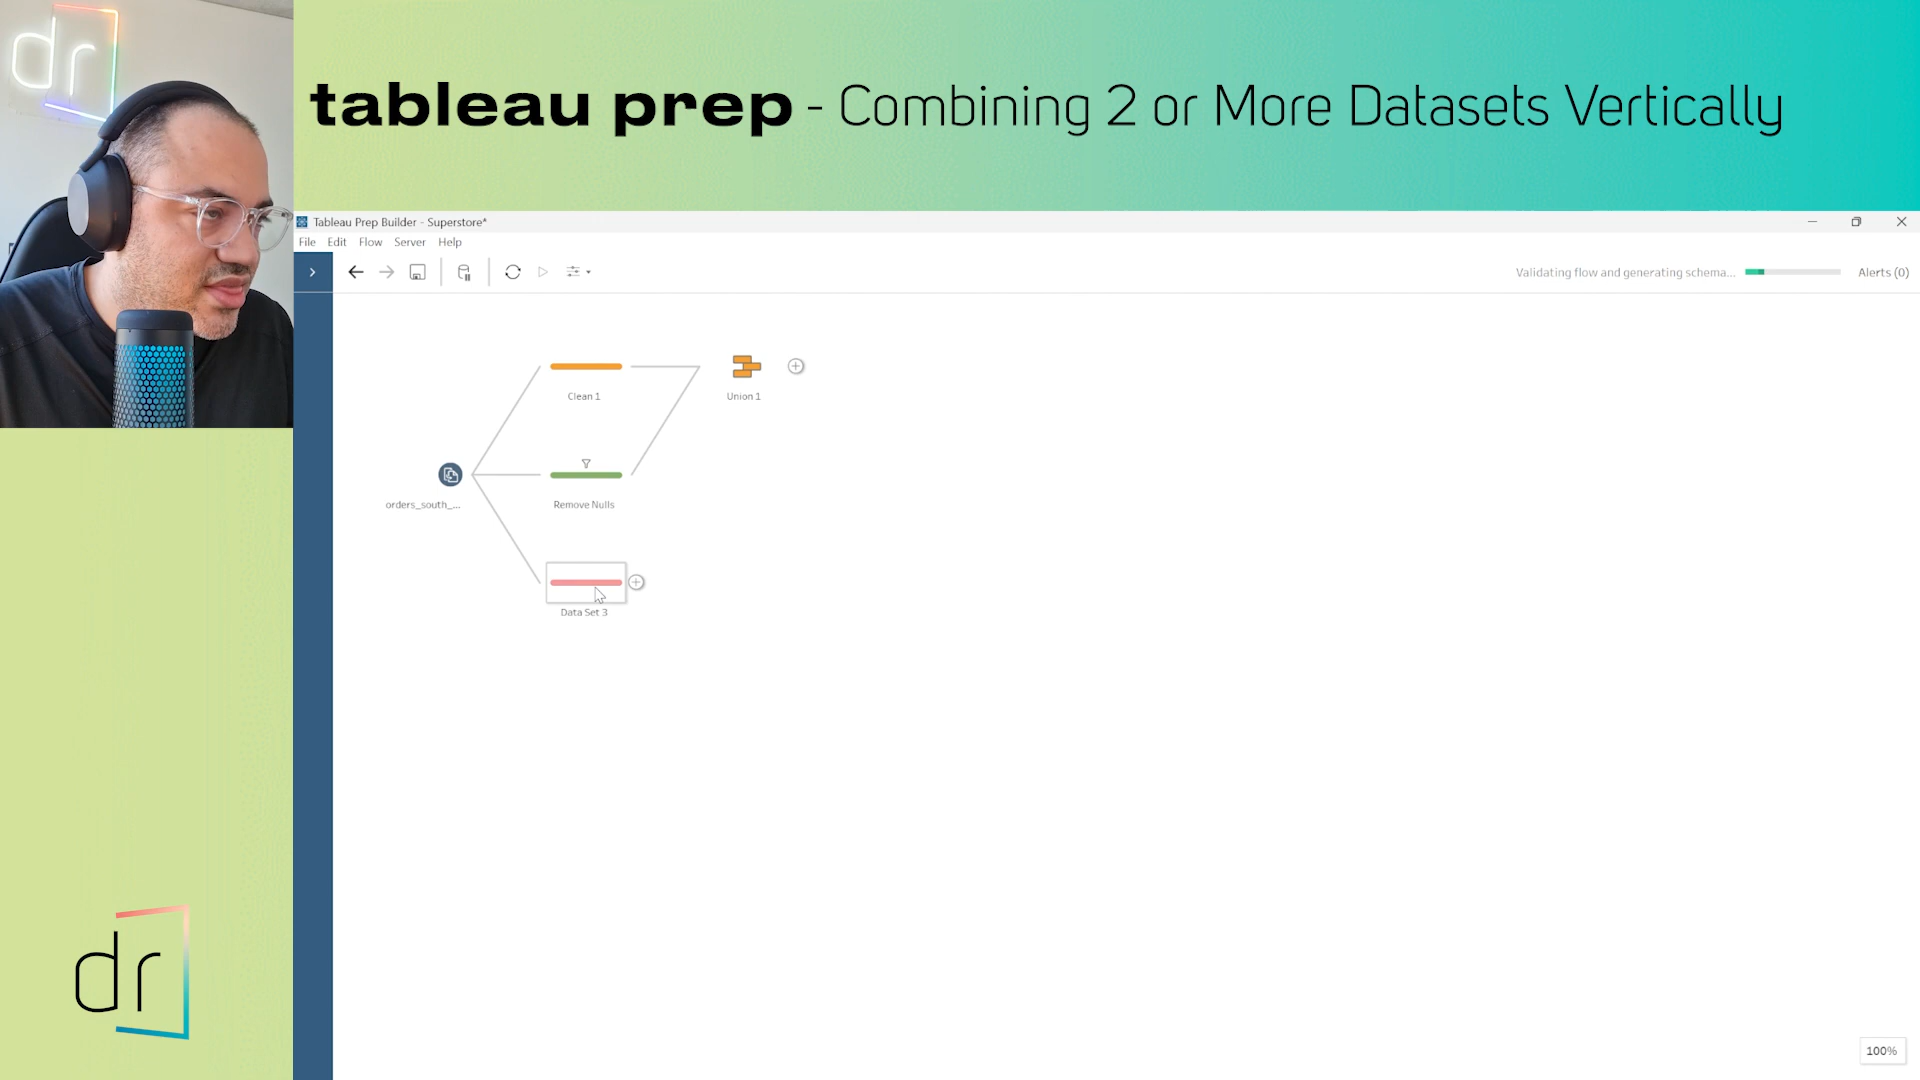 dr
tableau prep - Combining 2 or More Datasets Vertically
Tableau Prep Builder - Superstore*
File Edit Flow Server Help
Validating flow and generating schema... Alerts (0)
Clean 1
Union 1
orders_south_...
Remove Nulls
Data Set 3
dr
100%